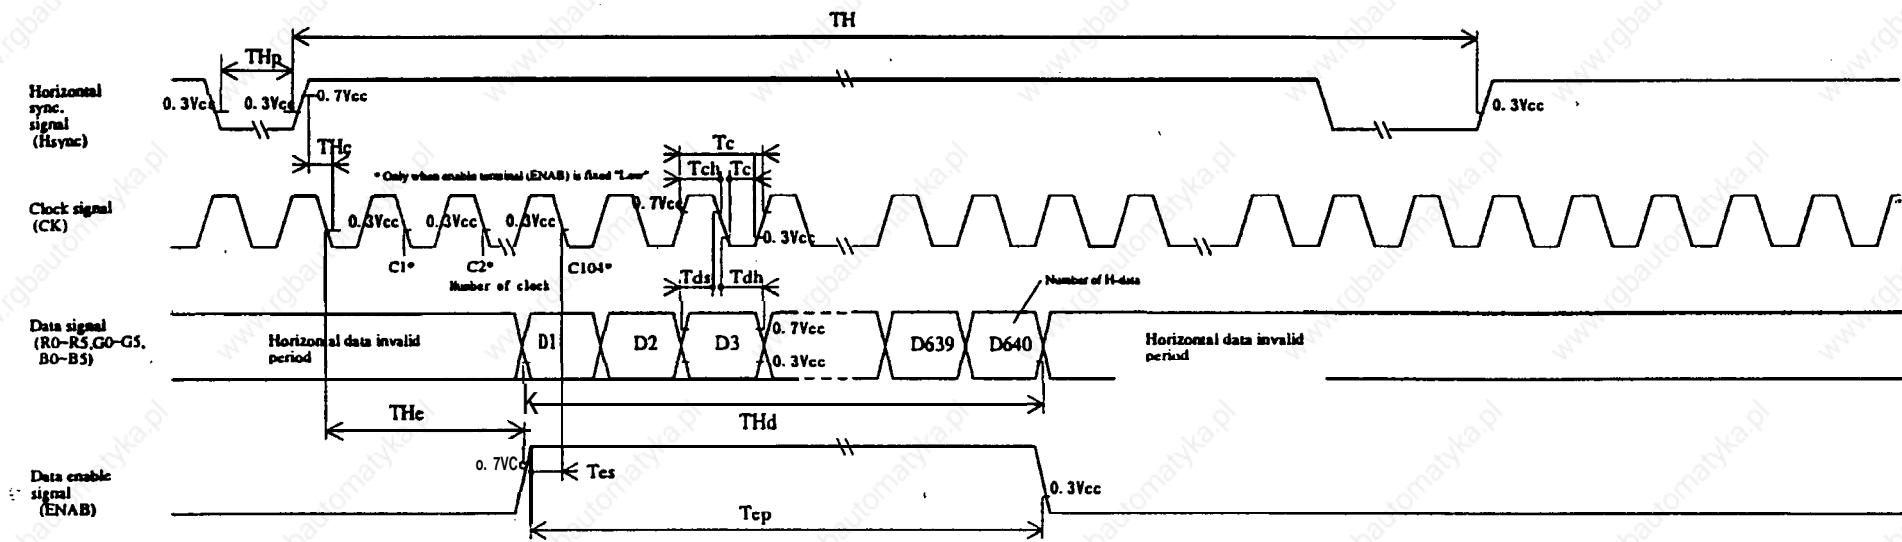 TH
THp
Horizontal
sync.
signal
(Hsync)
0.3Vcc
0.3Vcc
0.7Vcc
0.3Vcc
THc
* Only when enable terminal (ENAB) is fixed "Low"
Tc
Tch
Tc
Clock signal
(CK)
0.3Vcc
0.3Vcc
0.3Vcc
0.7Vcc
0.3Vcc
C1*
C2*
C104*
Number of clock
Tds
Tdh
Number of H-data
Data signal
(R0~R5,G0~G5,
B0~B5)
Horizontal data invalid
period
D1
D2
D3
0.7Vcc
0.3Vcc
D639
D640
Horizontal data invalid
period
THe
THd
0.7VC
Tes
Data enable
signal
(ENAB)
0.3Vcc
Tep
www.rgbautomatyka.pl